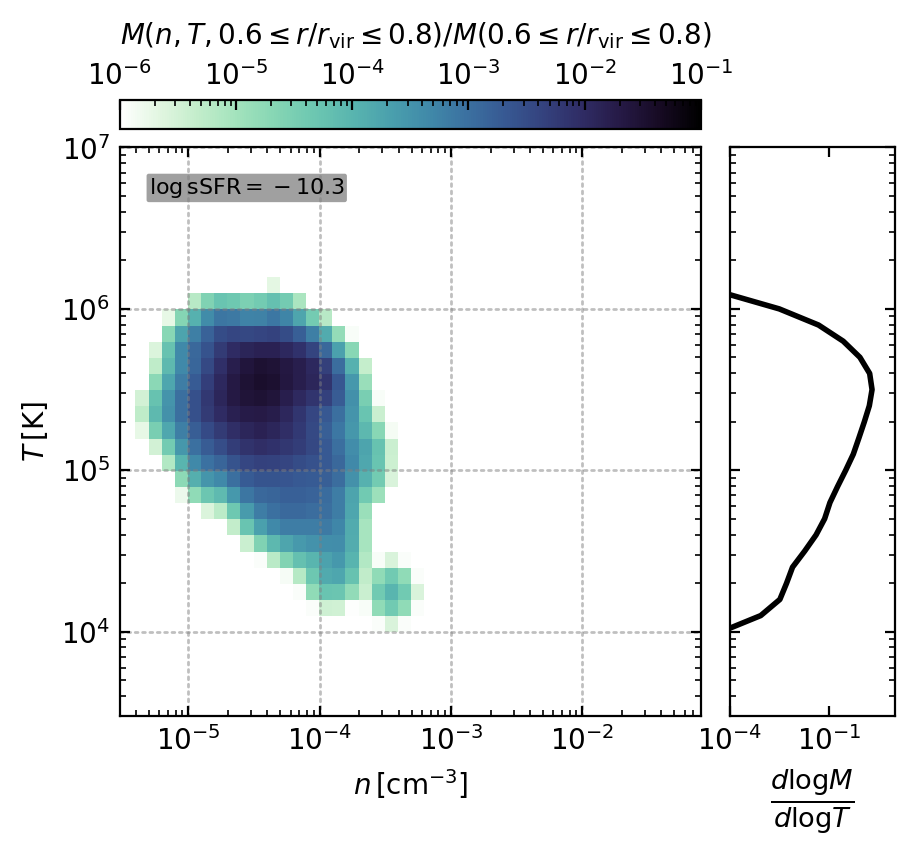 M(n, T, 0.6 ≤ r/r_vir ≤ 0.8)/M(0.6 ≤ r/r_vir ≤ 0.8)
10^-6 10^-5 10^-4 10^-3 10^-2 10^-1
10^7
log sSFR = −10.3
10^6
T [K]
10^5
10^4
10^-5 10^-4 10^-3 10^-2 10^-4 10^-1
n [cm^-3]
dlogM
dlogT